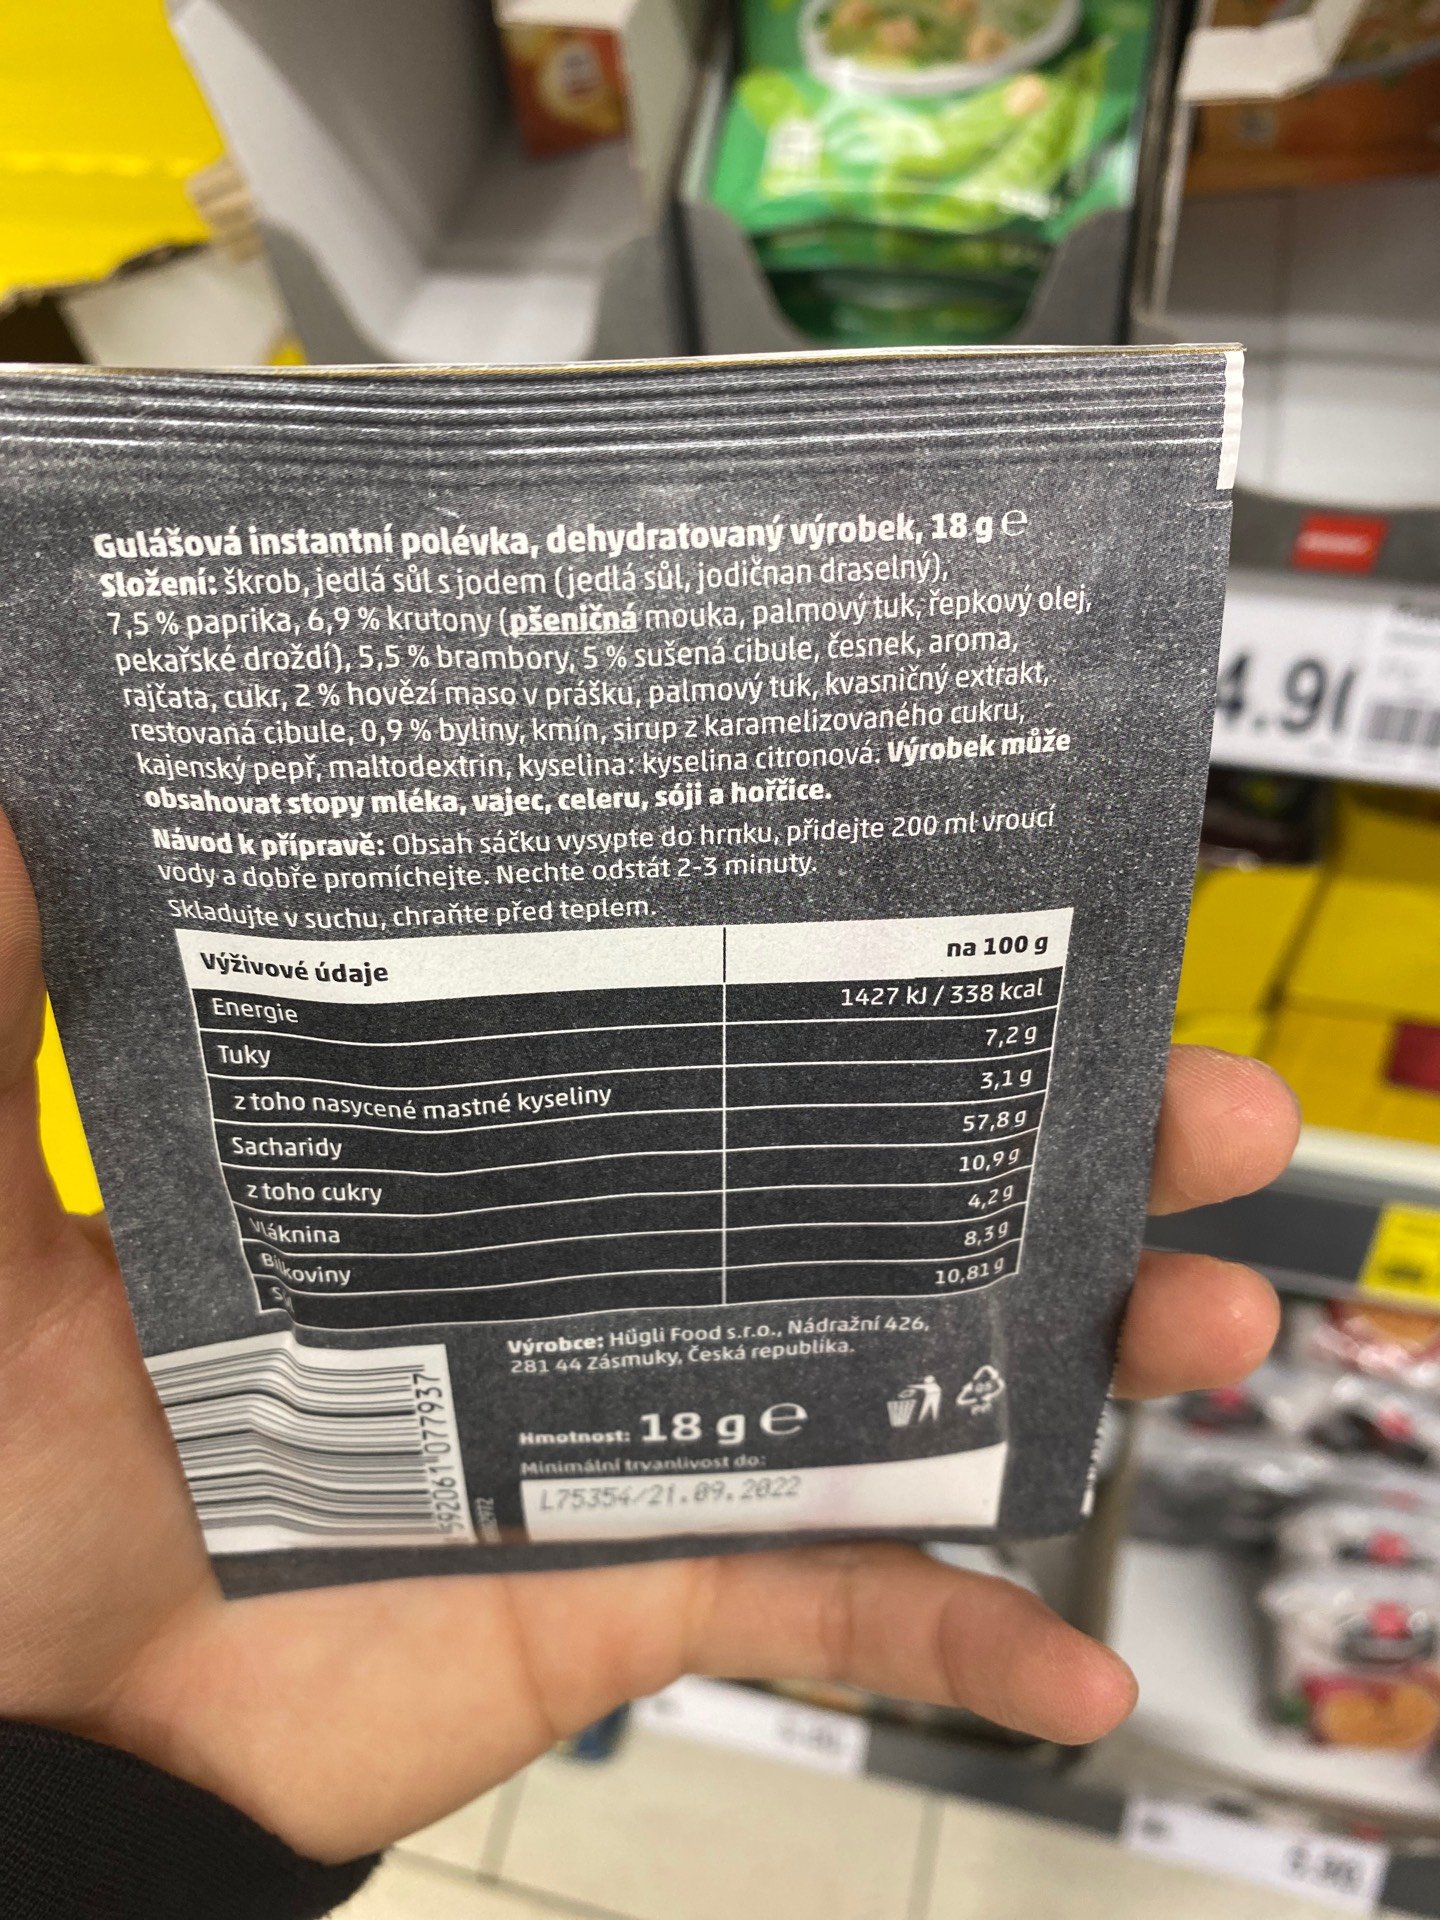 Gulášová instantní polévka, dehydratovaný výrobek, 18 g ℮
Složení: škrob, jedlá sůl s jodem (jedlá sůl, jodičnan draselný),
7,5 % paprika, 6,9 % krutony (pšeničná mouka, palmový tuk, řepkový olej,
pekařské droždí), 5,5 % brambory, 5 % sušená cibule, česnek, aroma,
rajčata, cukr, 2 % hovězí maso v prášku, palmový tuk, kvasničný extrakt,
restovaná cibule, 0,9 % byliny, kmín, sirup z karamelizovaného cukru,
kajenský pepř, maltodextrin, kyselina: kyselina citronová. Výrobek může
obsahovat stopy mléka, vajec, celeru, sóji a hořčice.
Návod k přípravě: Obsah sáčku vysypte do hrnku, přidejte 200 ml vroucí
vody a dobře promíchejte. Nechte odstát 2-3 minuty.
Skladujte v suchu, chraňte před teplem.
Výživové údaje na 100 g
Energie 1427 kJ / 338 kcal
Tuky 7,2 g
z toho nasycené mastné kyseliny 3,1 g
Sacharidy 57,8 g
z toho cukry 10,9 g
Vláknina 4,2 g
Bílkoviny 8,3 g
10,81 g
Výrobce: Hügli Food s.r.o., Nádražní 426,
281 44 Zásmuky, Česká republika.
Hmotnost: 18 g ℮
Minimální trvanlivost do:
L75354/21.09.2022
4.9